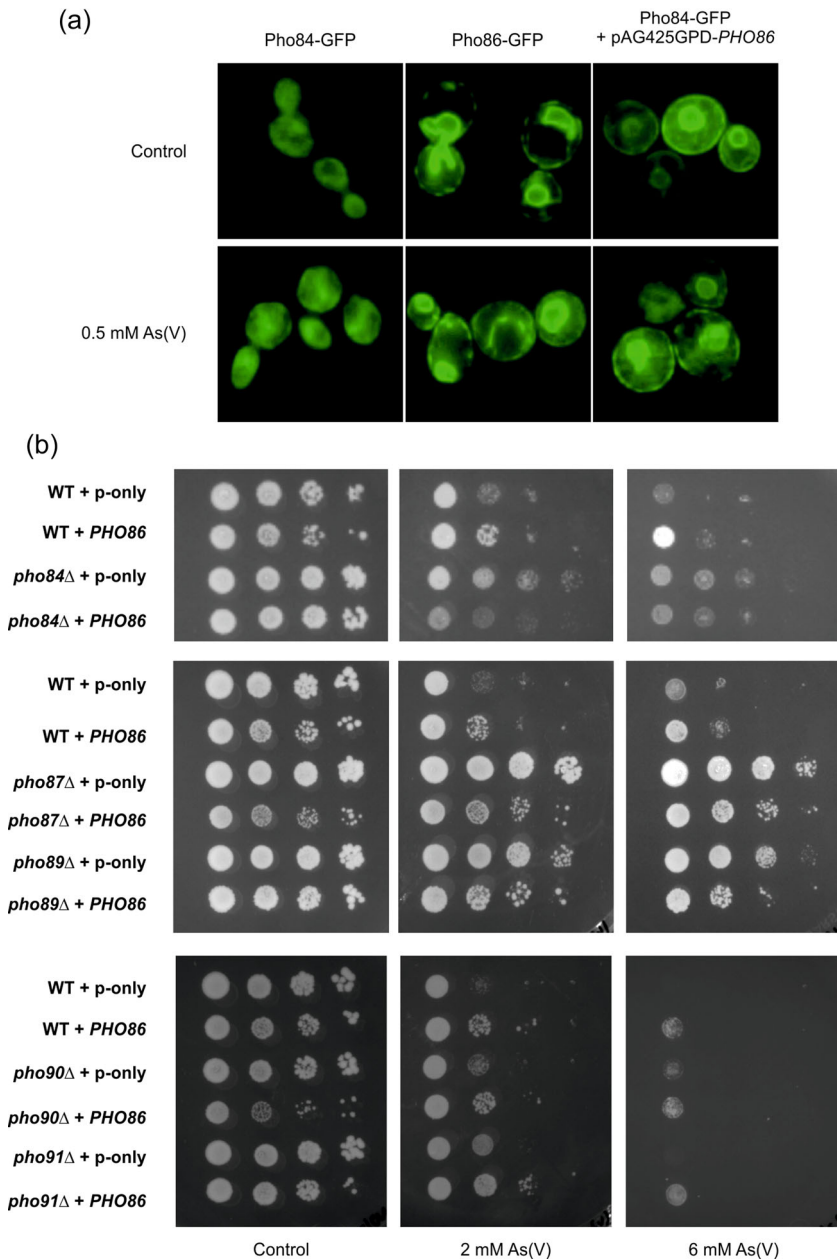 (a)
Pho84-GFP
Pho86-GFP
Pho84-GFP
+ pAG425GPD-PHO86
Control
0.5 mM As(V)
(b)
WT + p-only
WT + PHO86
pho84Δ + p-only
pho84Δ + PHO86
WT + p-only
WT + PHO86
pho87Δ + p-only
pho87Δ + PHO86
pho89Δ + p-only
pho89Δ + PHO86
WT + p-only
WT + PHO86
pho90Δ + p-only
pho90Δ + PHO86
pho91Δ + p-only
pho91Δ + PHO86
Control
2 mM As(V)
6 mM As(V)